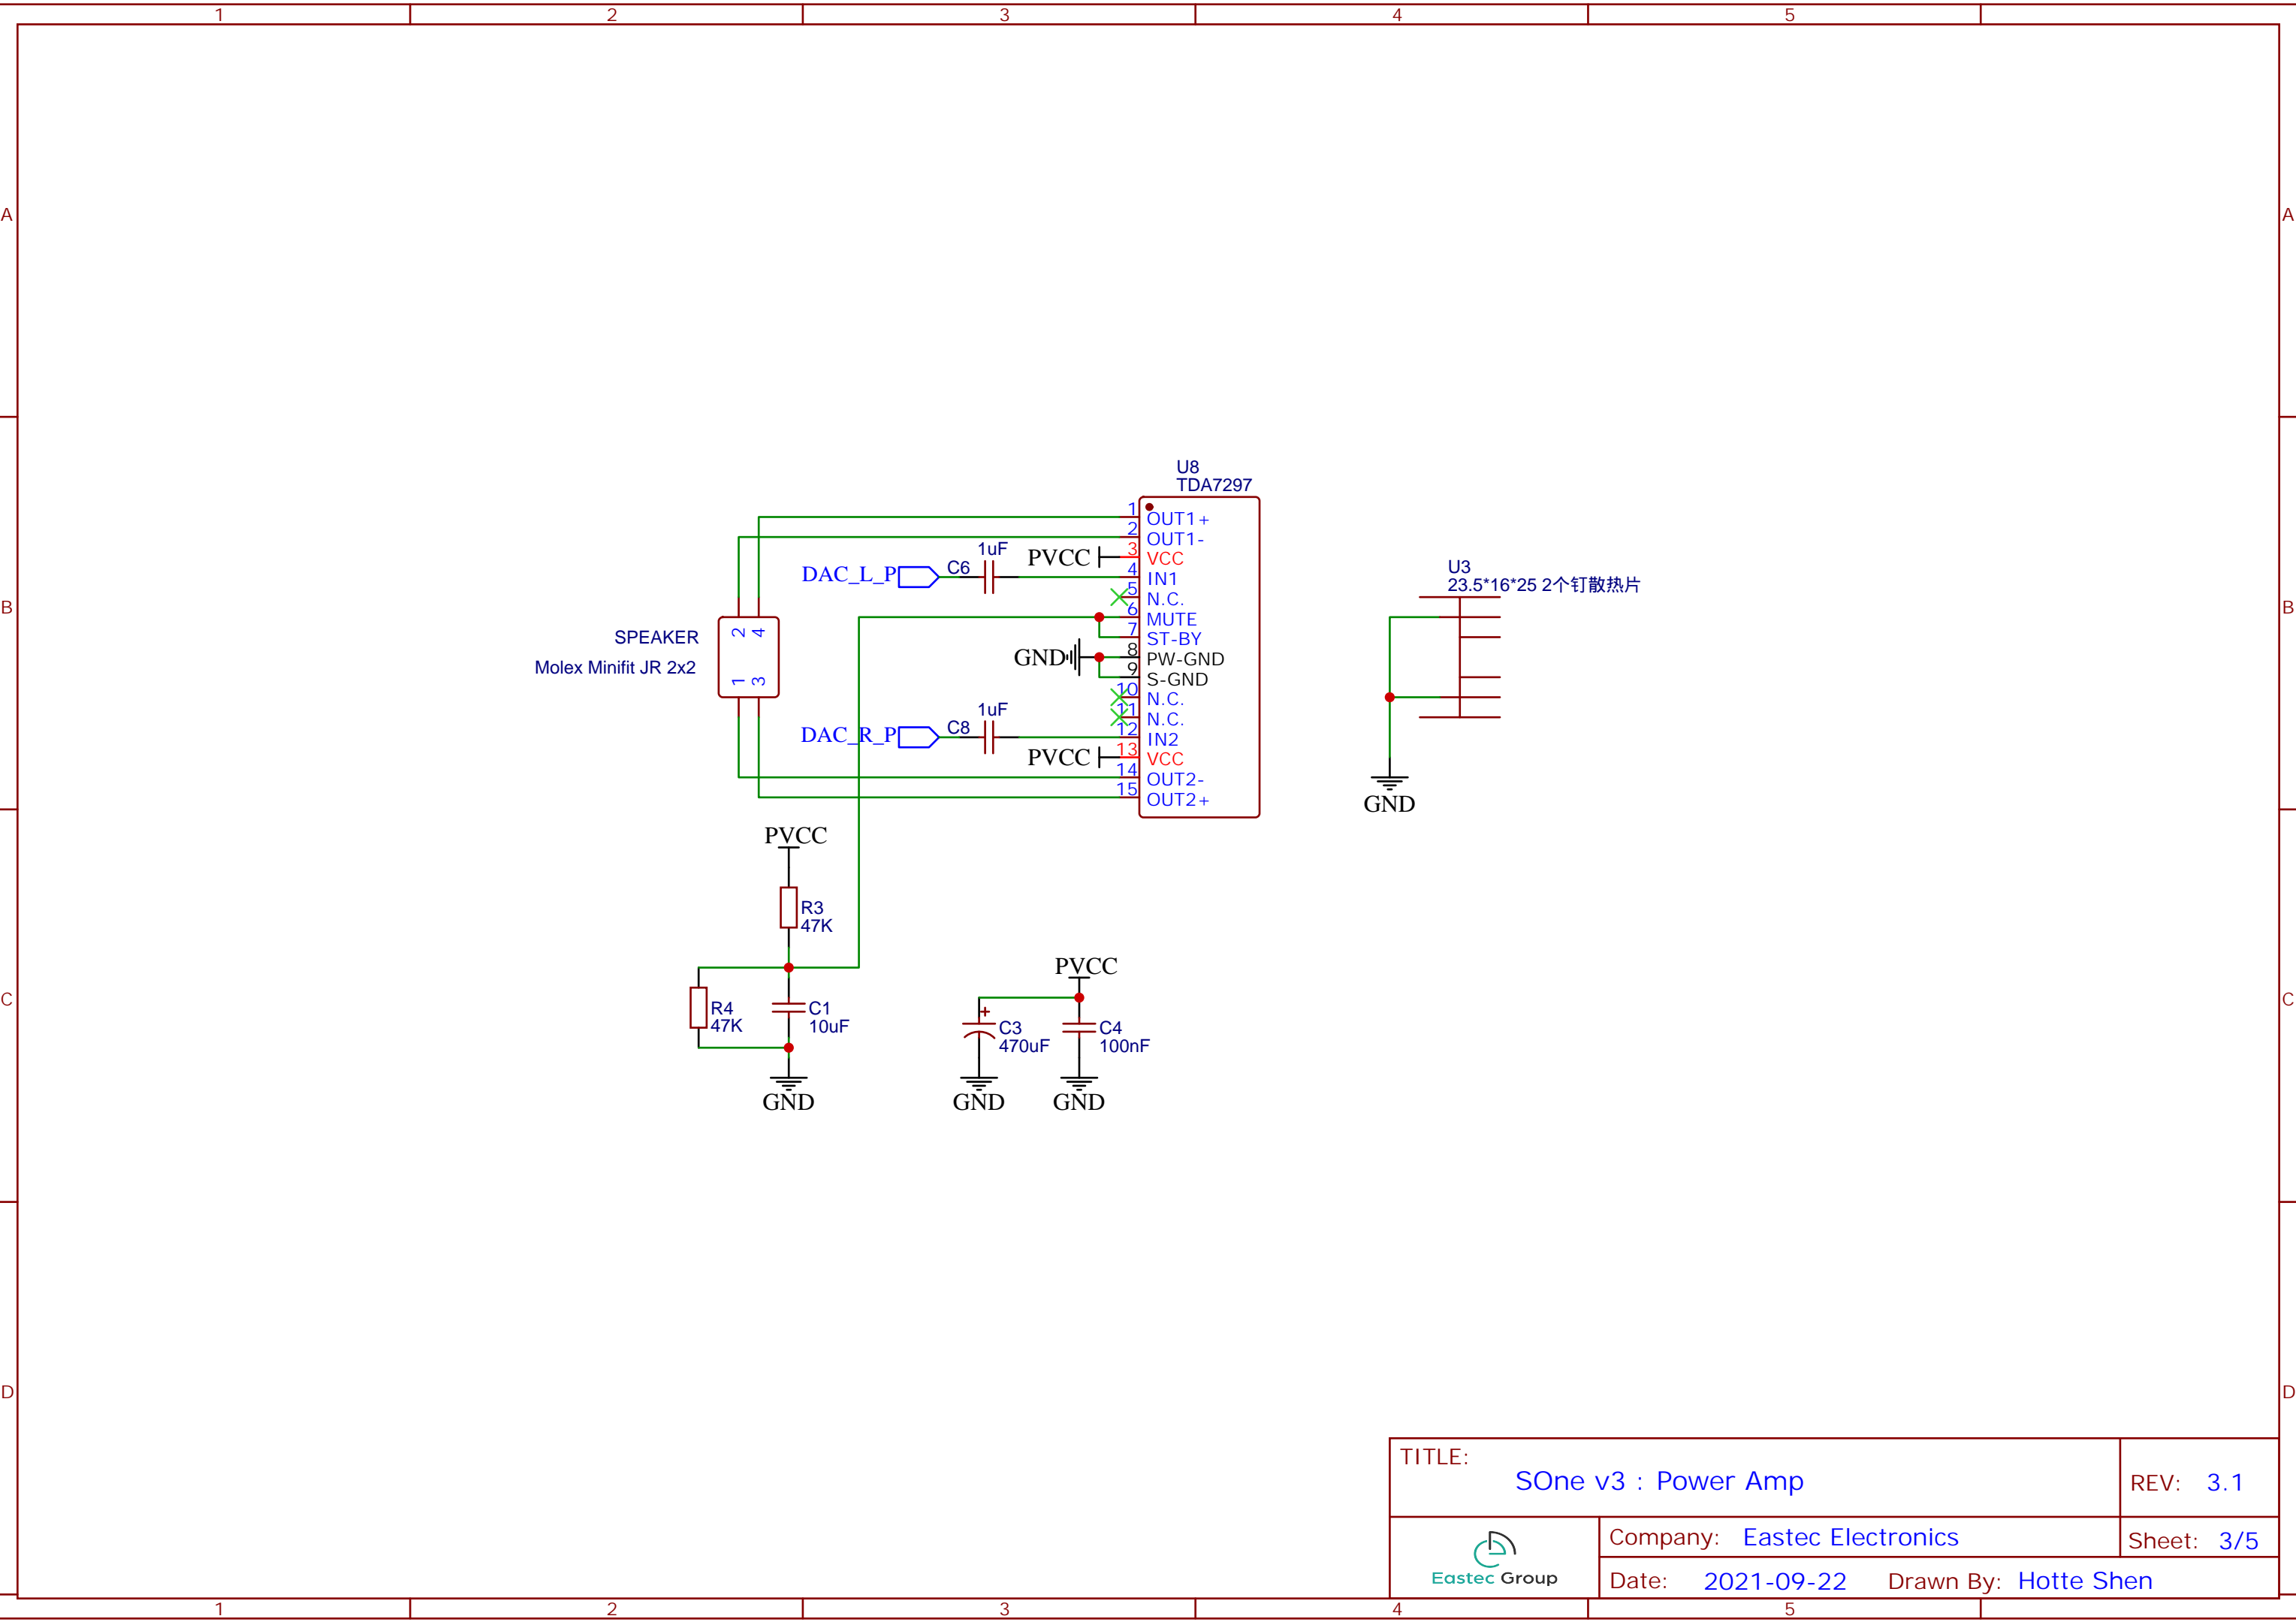 1 2 3 4 5
A A
B B
C C
D D
U8
TDA7297
1 OUT1+
2 OUT1-
PVCC 3 VCC
DAC_L_P C6 1uF 4 IN1
5 N.C.
6 MUTE
7 ST-BY
GND 8 PW-GND
9 S-GND
10 N.C.
11 N.C.
DAC_R_P C8 1uF 12 IN2
PVCC 13 VCC
14 OUT2-
15 OUT2+
SPEAKER
Molex Minifit JR 2x2
2 4
1 3
U3
23.5*16*25 2个钉散热片
GND
PVCC
R3
47K
R4
47K
C1
10uF
GND
PVCC
C3
470uF
C4
100nF
GND GND
TITLE:
SOne v3 : Power Amp
REV: 3.1
Eastec Group
Company: Eastec Electronics
Sheet: 3/5
Date: 2021-09-22 Drawn By: Hotte Shen
1 2 3 4 5